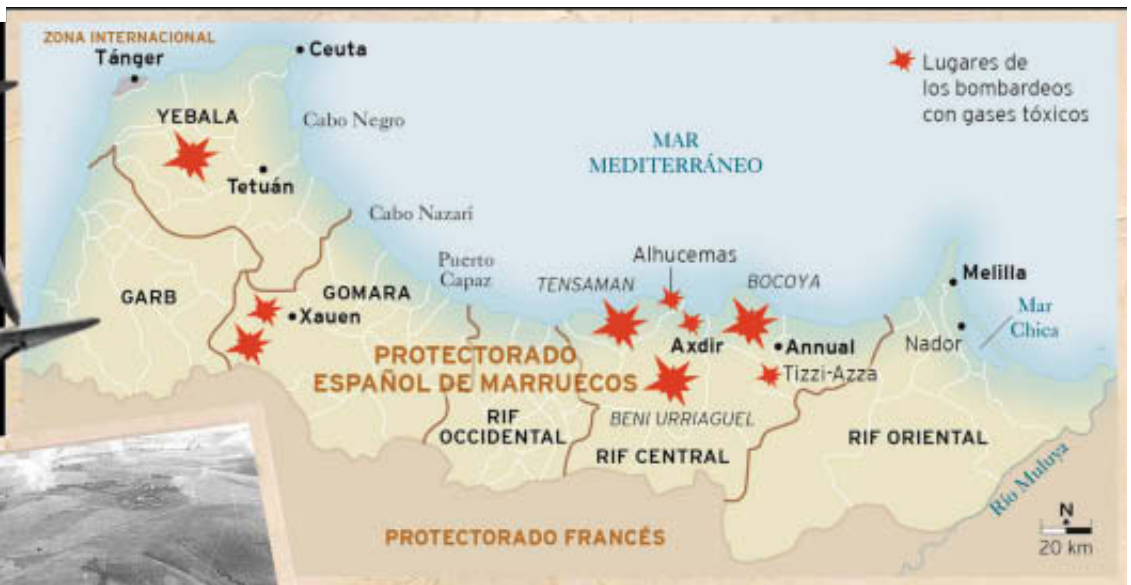 ZONA INTERNACIONAL
Tánger
Ceuta
Lugares de
los bombardeos
con gases tóxicos
YEBALA
Cabo Negro
MAR
MEDITERRÁNEO
Tetuán
Cabo Nazarí
Puerto
Capaz
Alhucemas
TENSAMAN
BOCOYA
Melilla
GARB
GOMARA
Mar
Chica
Xauen
Axdir
Annual
Nador
PROTECTORADO
ESPAÑOL DE MARRUECOS
Tizzi-Azza
RIF
OCCIDENTAL
BENI URRIAGUEL
RIF CENTRAL
RIF ORIENTAL
Río Muluya
PROTECTORADO FRANCÉS
N
20 km